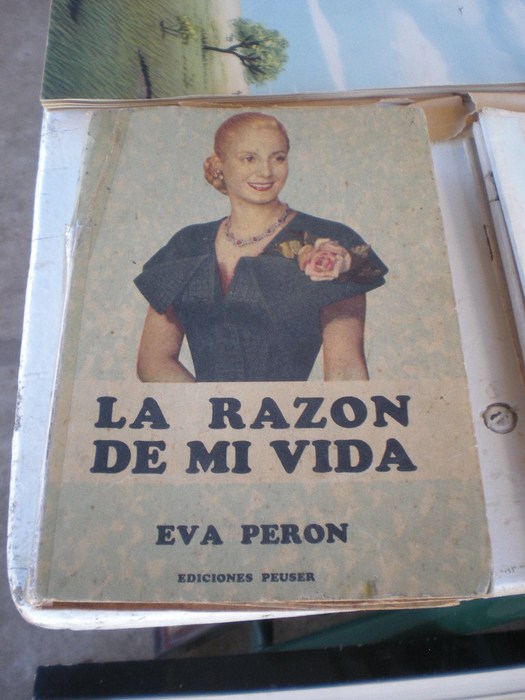 LA RAZON
DE MI VIDA
EVA PERON
EDICIONES PEUSER